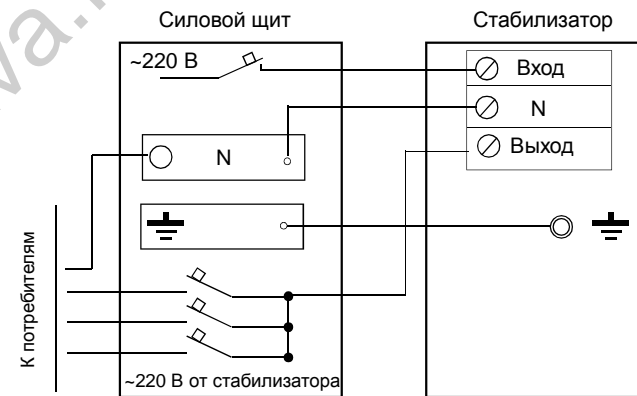 Силовой щит
Стабилизатор
~220 В
Вход
N
N
Выход
К потребителям
~220 В от стабилизатора